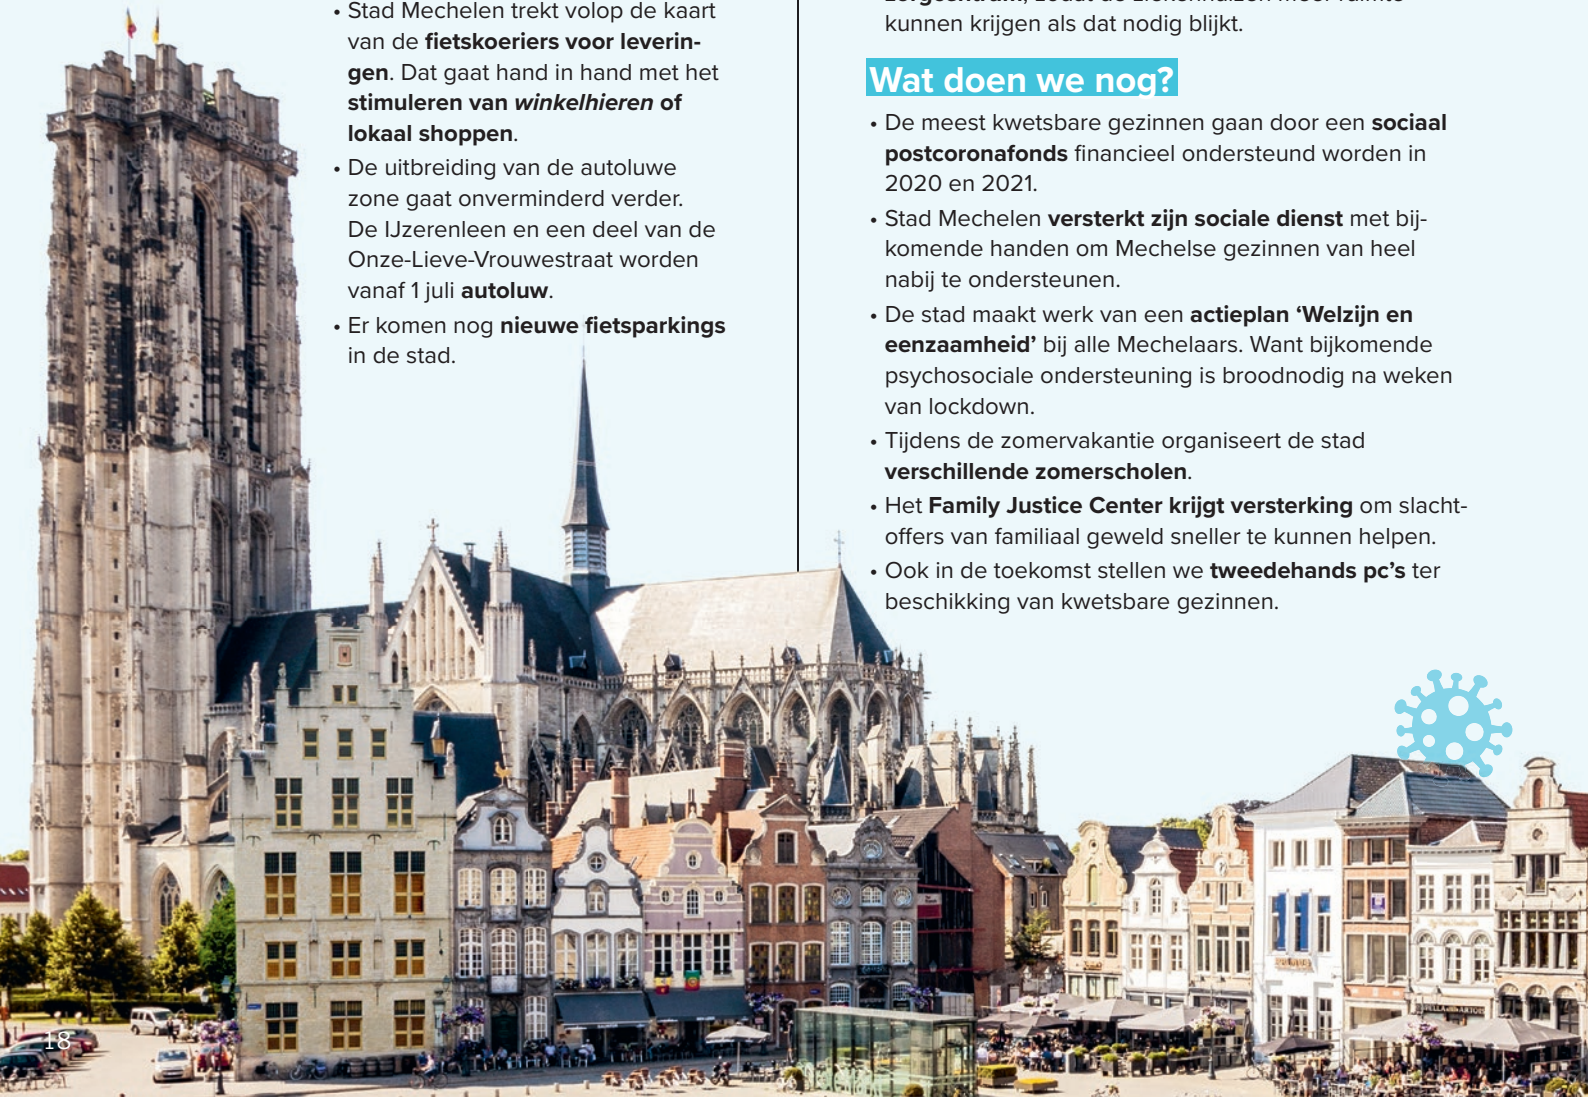 • Stad Mechelen trekt volop de kaart
van de fietskoeriers voor leverin-
gen. Dat gaat hand in hand met het
stimuleren van winkelhieren of
lokaal shoppen.
• De uitbreiding van de autoluwe
zone gaat onverminderd verder.
De IJzerenleen en een deel van de
Onze-Lieve-Vrouwestraat worden
vanaf 1 juli autoluw.
• Er komen nog nieuwe fietsparkings
in de stad.
kunnen krijgen als dat nodig blijkt.
Wat doen we nog?
• De meest kwetsbare gezinnen gaan door een sociaal
postcoronafonds financieel ondersteund worden in
2020 en 2021.
• Stad Mechelen versterkt zijn sociale dienst met bij-
komende handen om Mechelse gezinnen van heel
nabij te ondersteunen.
• De stad maakt werk van een actieplan ‘Welzijn en
eenzaamheid’ bij alle Mechelaars. Want bijkomende
psychosociale ondersteuning is broodnodig na weken
van lockdown.
• Tijdens de zomervakantie organiseert de stad
verschillende zomerscholen.
• Het Family Justice Center krijgt versterking om slacht-
offers van familiaal geweld sneller te kunnen helpen.
• Ook in de toekomst stellen we tweedehands pc’s ter
beschikking van kwetsbare gezinnen.
18